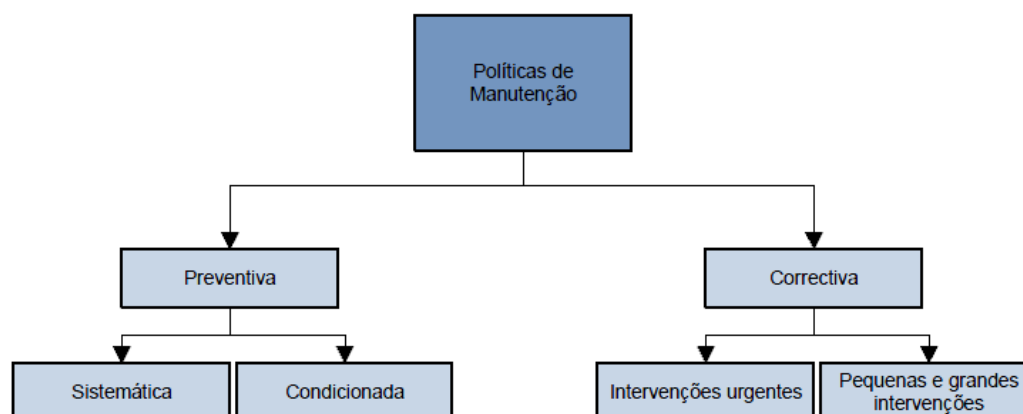 Políticas de
Manutenção
Preventiva
Correctiva
Sistemática
Condicionada
Intervenções urgentes
Pequenas e grandes
intervenções